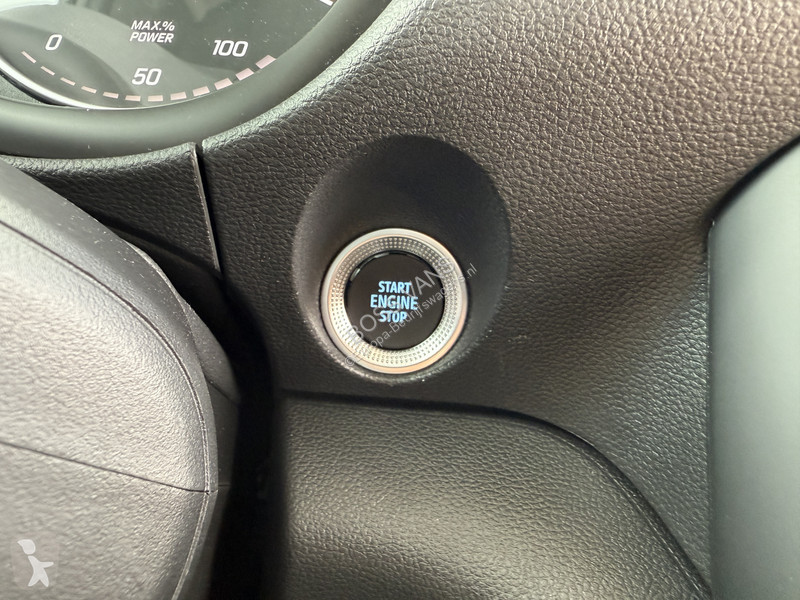 MAX.%
POWER
0
50
100
START
ENGINE
STOP